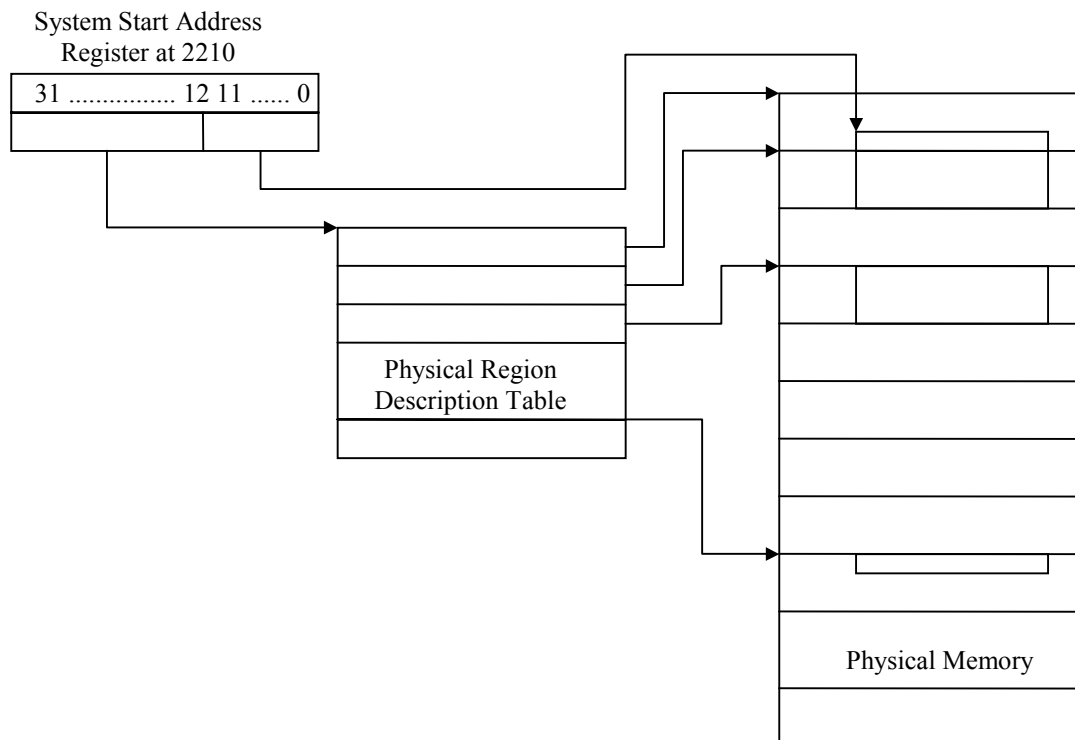 System Start Address
Register at 2210
31 ............... 12 11 ...... 0
Physical Region
Description Table
Physical Memory